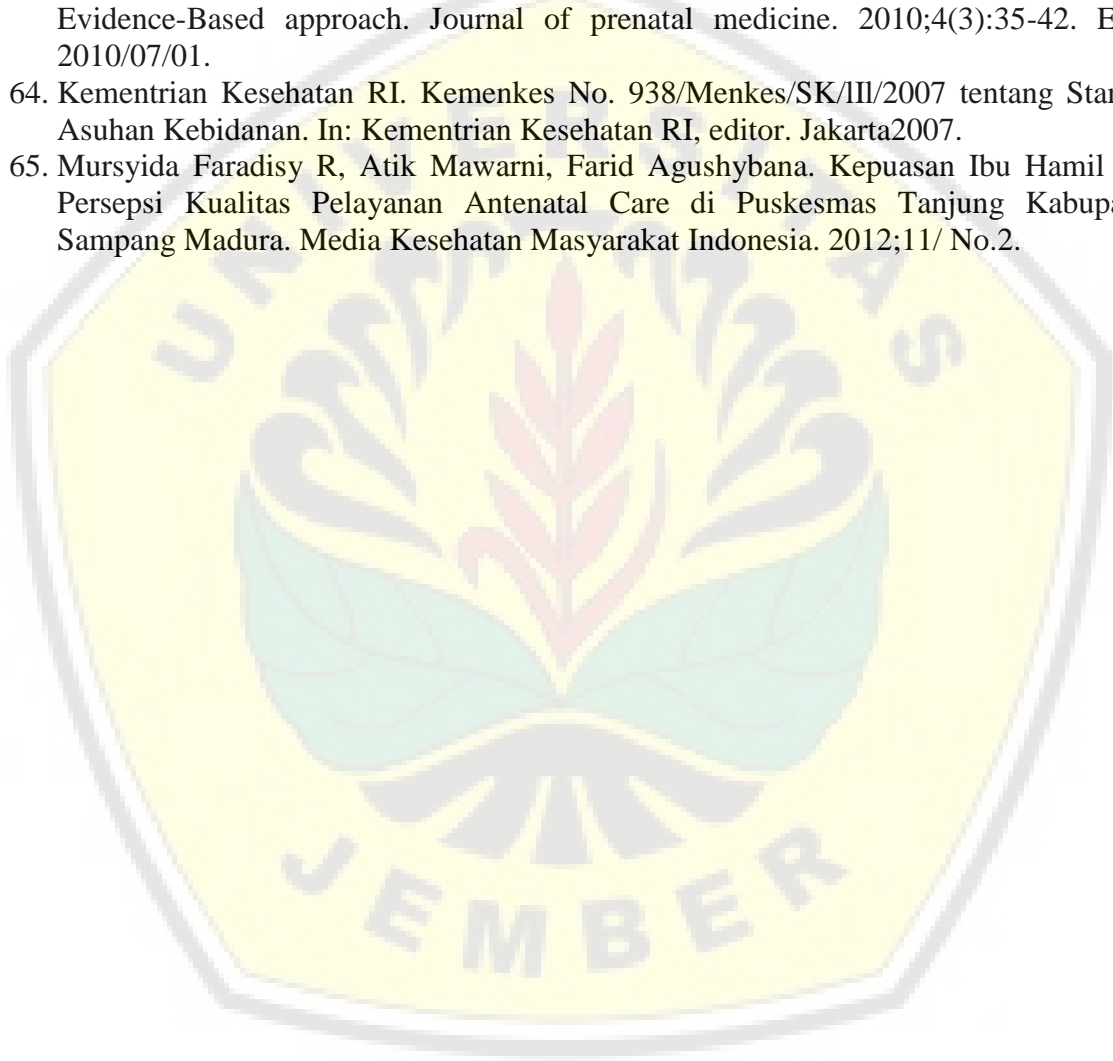 Evidence-Based approach. Journal of prenatal medicine. 2010;4(3):35-42. E
2010/07/01.
64. Kementrian Kesehatan RI. Kemenkes No. 938/Menkes/SK/lIl/2007 tentang Stan
Asuhan Kebidanan. In: Kementrian Kesehatan RI, editor. Jakarta2007.
65. Mursyida Faradisy R, Atik Mawarni, Farid Agushybana. Kepuasan Ibu Hamil
Persepsi Kualitas Pelayanan Antenatal Care di Puskesmas Tanjung Kabupa
Sampang Madura. Media Kesehatan Masyarakat Indonesia. 2012;11/ No.2.
UNIVERSITAS
JEMBER